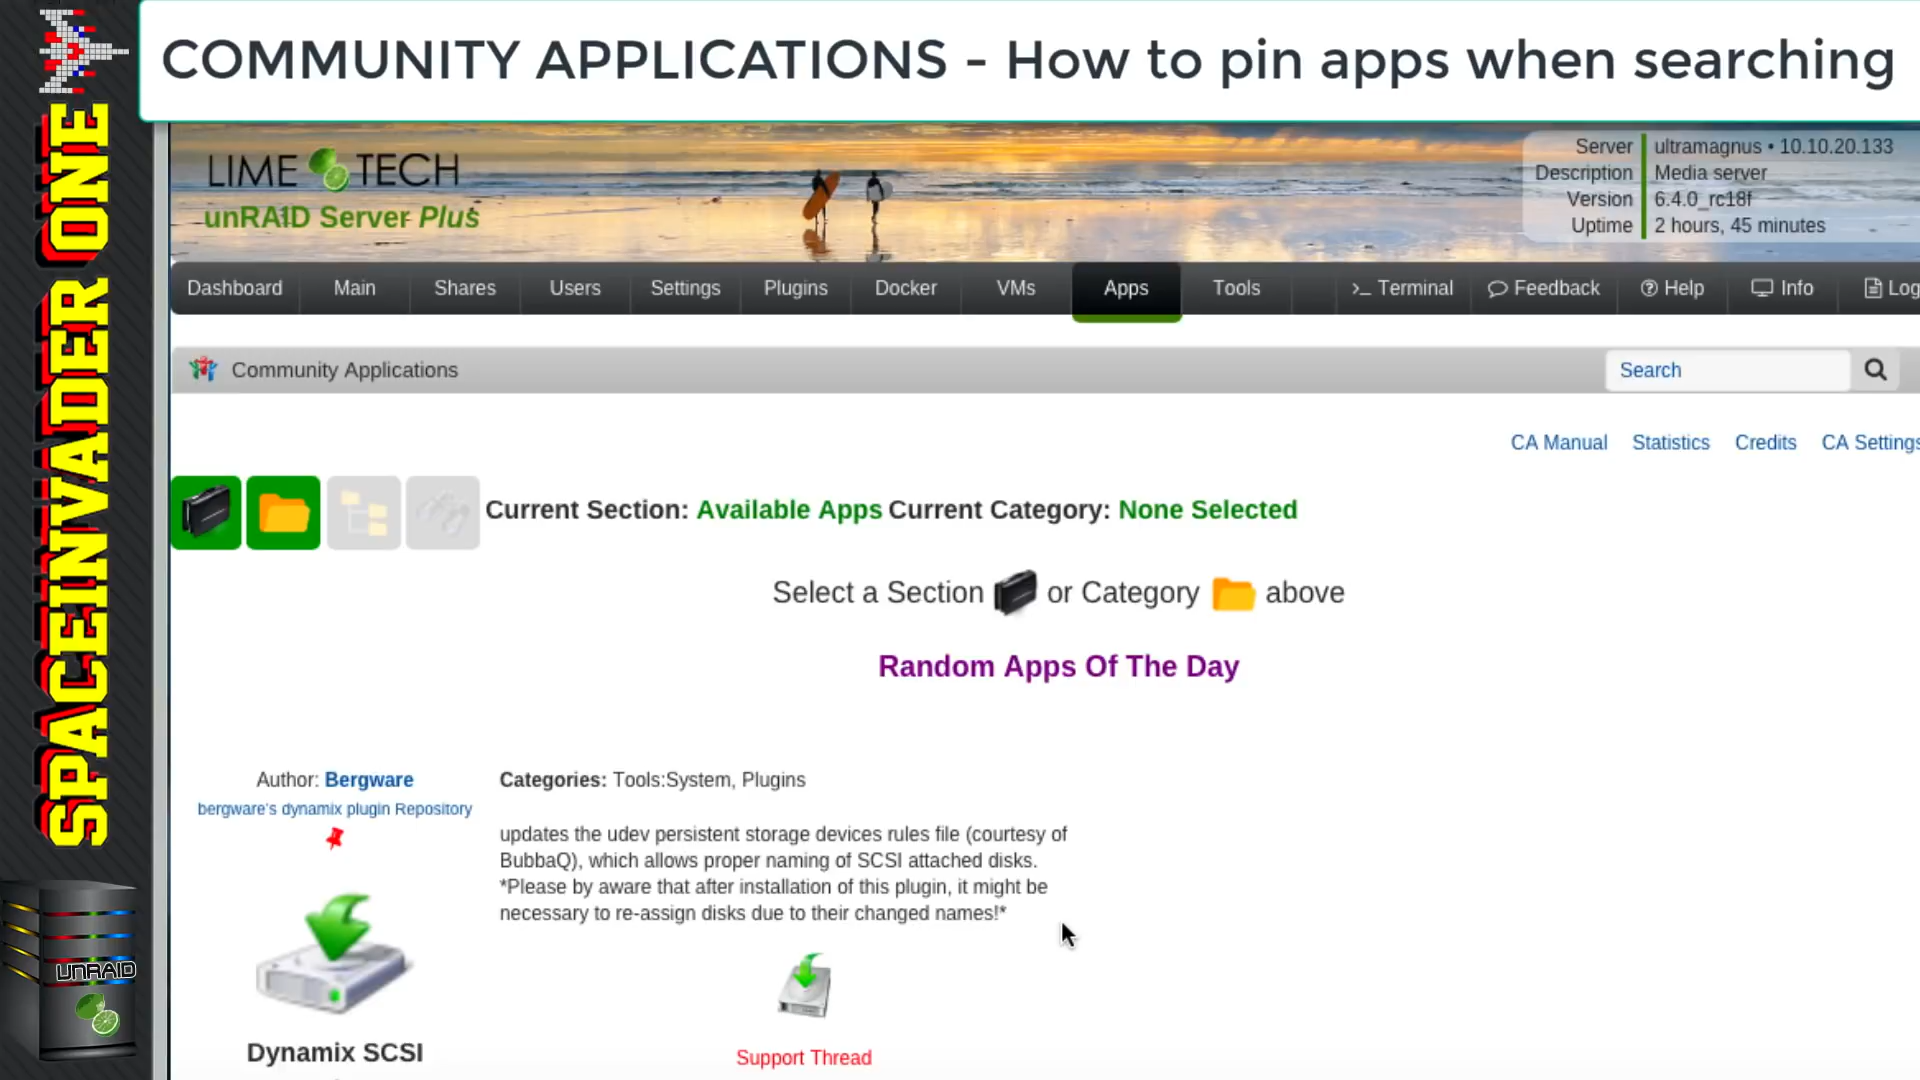 COMMUNITY APPLICATIONS - How to pin apps when searching
SPACEINVADER ONE
LIME TECH
unRAID Server Plus
Server ultramagnus • 10.10.20.133
Description Media server
Version 6.4.0_rc18f
Uptime 2 hours, 45 minutes
Dashboard Main Shares Users Settings Plugins Docker VMs Apps Tools >_ Terminal Feedback Help Info Log
Community Applications
Search
CA Manual Statistics Credits CA Settings
Current Section: Available Apps Current Category: None Selected
Select a Section or Category above
Random Apps Of The Day
Author: Bergware
bergware's dynamix plugin Repository
Categories: Tools:System, Plugins
updates the udev persistent storage devices rules file (courtesy of
BubbaQ), which allows proper naming of SCSI attached disks.
*Please by aware that after installation of this plugin, it might be
necessary to re-assign disks due to their changed names!*
Dynamix SCSI
Support Thread
UNRAID